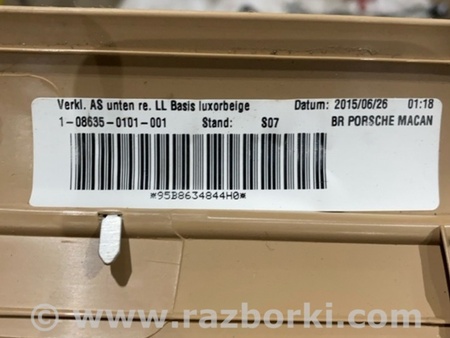 Verkl. AS unten re. LL Basis luxorbeige Datum: 2015/06/26 01:18
1-08635-0101-001 Stand: S07 BR PORSCHE MACAN
*95B8634844H0*
www.razborki.com